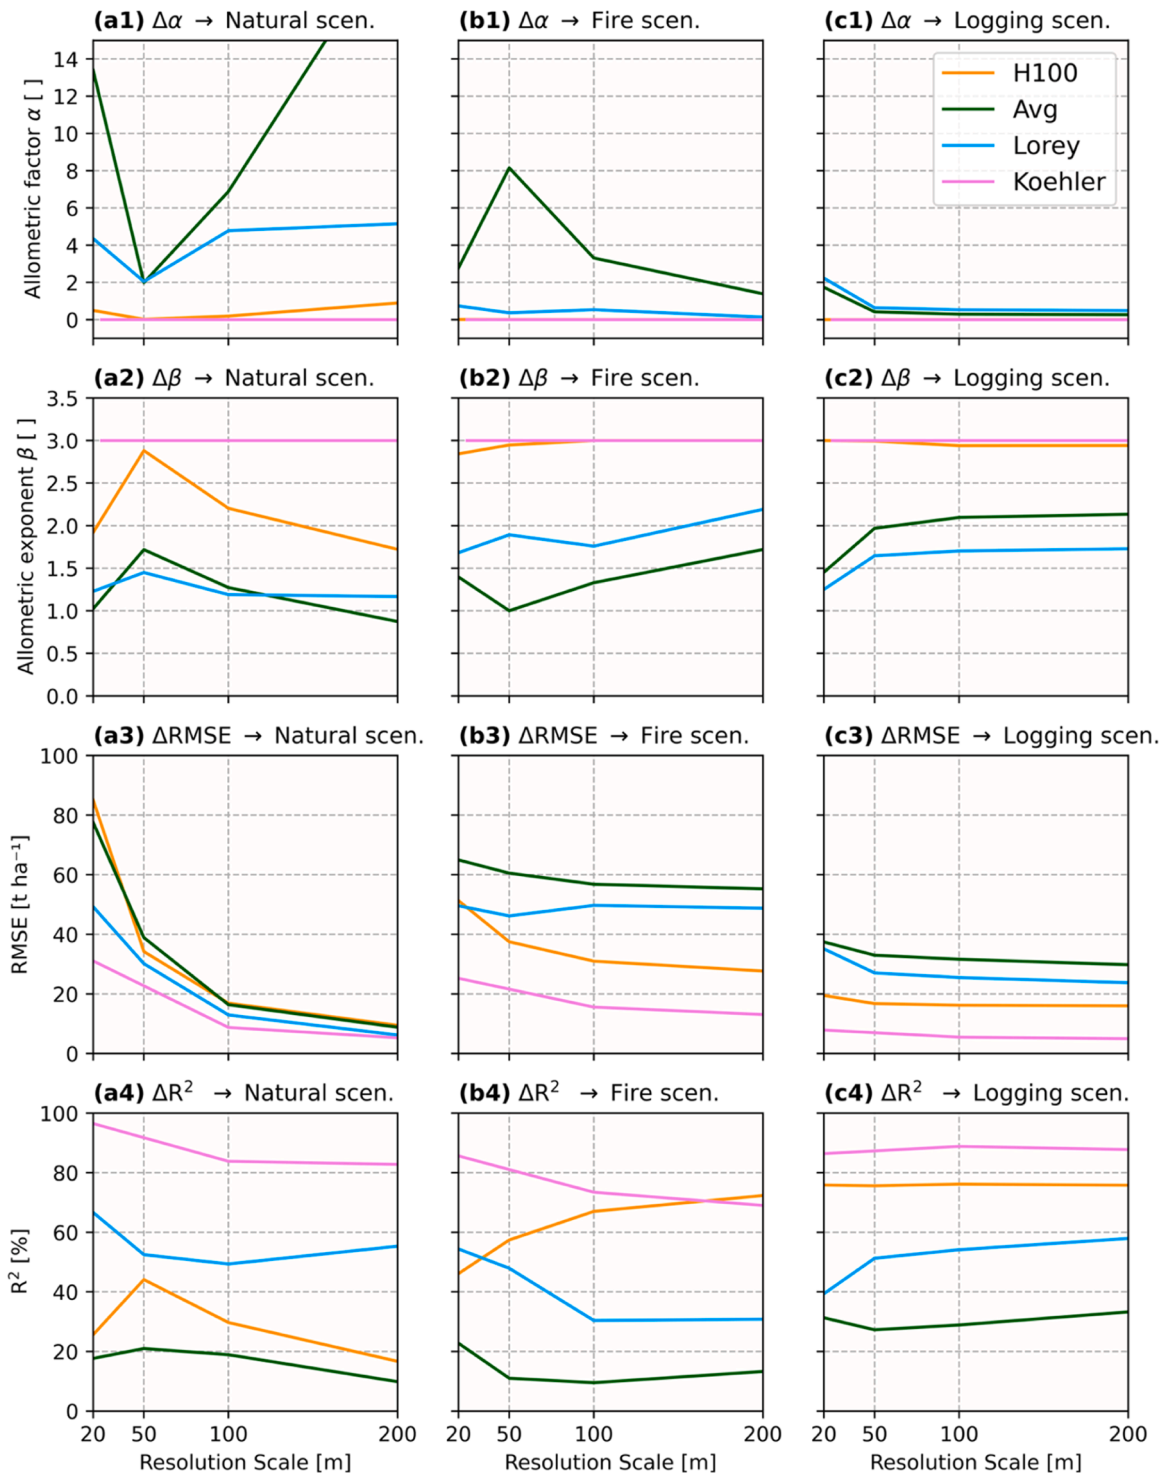 (a1) Δα → Natural scen.
(b1) Δα → Fire scen.
(c1) Δα → Logging scen.
Allometric factor α [ ]
14
12
10
8
6
4
2
0
H100
Avg
Lorey
Koehler
(a2) Δβ → Natural scen.
(b2) Δβ → Fire scen.
(c2) Δβ → Logging scen.
Allometric exponent β [ ]
3.5
3.0
2.5
2.0
1.5
1.0
0.5
0.0
(a3) ΔRMSE → Natural scen.
(b3) ΔRMSE → Fire scen.
(c3) ΔRMSE → Logging scen.
RMSE [t ha⁻¹]
100
80
60
40
20
0
(a4) ΔR² → Natural scen.
(b4) ΔR² → Fire scen.
(c4) ΔR² → Logging scen.
R² [%]
100
80
60
40
20
0
20 50 100 200
20 50 100 200
20 50 100 200
Resolution Scale [m]
Resolution Scale [m]
Resolution Scale [m]